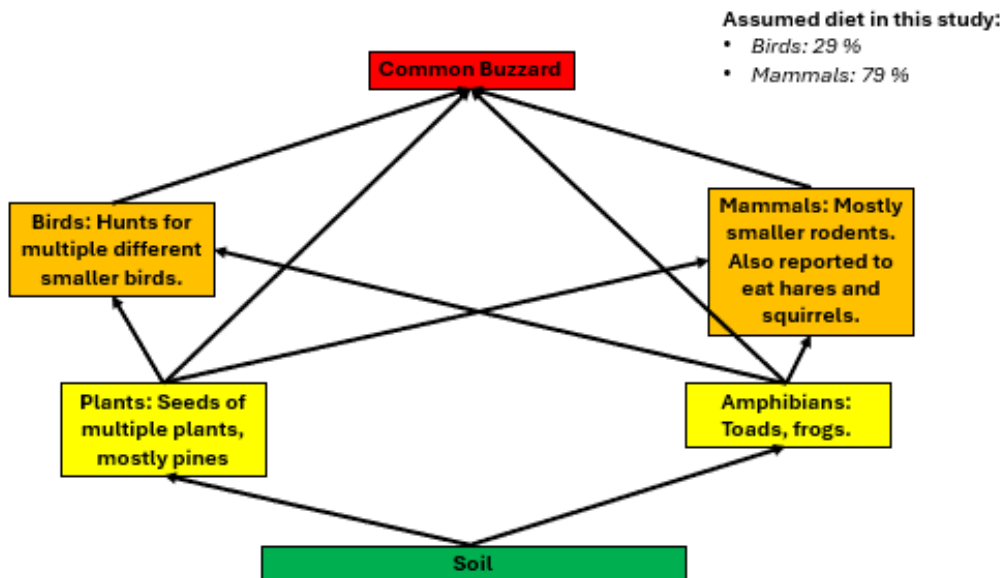 Assumed diet in this study:
• Birds: 29 %
• Mammals: 79 %
Common Buzzard
Birds: Hunts for
multiple different
smaller birds.
Mammals: Mostly
smaller rodents.
Also reported to
eat hares and
squirrels.
Plants: Seeds of
multiple plants,
mostly pines
Amphibians:
Toads, frogs.
Soil